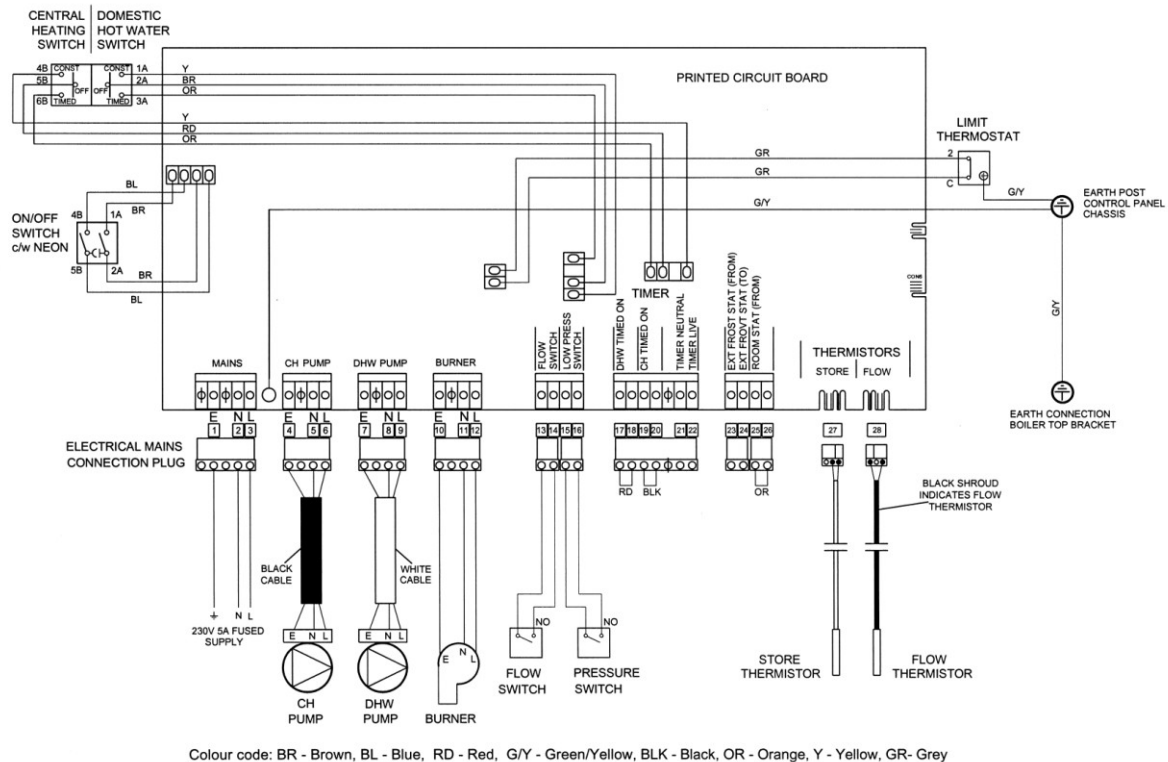 CENTRAL HEATING SWITCH
DOMESTIC HOT WATER SWITCH
4B CONST CONST 1A
5B OFF OFF 2A
6B TIMED TIMED 3A
Y
BR
OR
Y
RD
OR
PRINTED CIRCUIT BOARD
LIMIT THERMOSTAT
2
C
GR
GR
G/Y
G/Y
EARTH POST
CONTROL PANEL
CHASSIS
BL
BR
4B 1A
ON/OFF
SWITCH
c/w NEON
5B 2A
BR
BL
CONE
G/Y
TIMER
FLOW
SWITCH
LOW PRESS
SWITCH
DHW TIMED ON
CH TIMED ON
TIMER NEUTRAL
TIMER LIVE
EXT FROST STAT (FROM)
EXT FROVT STAT (TO)
ROOM STAT (FROM)
THERMISTORS
STORE FLOW
MAINS
CH PUMP
DHW PUMP
BURNER
E N L
E N L
E N L
E N L
1 2 3
4 5 6
7 8 9
10 11 12
13 14 15 16
17 18 19 20 21 22
23 24 25 26
27
28
EARTH CONNECTION
BOILER TOP BRACKET
ELECTRICAL MAINS
CONNECTION PLUG
RD BLK
OR
BLACK SHROUD
INDICATES FLOW
THERMISTOR
BLACK
CABLE
WHITE
CABLE
N L
230V 5A FUSED
SUPPLY
E N L
E N L
E N L
NO
NO
CH
PUMP
DHW
PUMP
BURNER
FLOW
SWITCH
PRESSURE
SWITCH
STORE
THERMISTOR
FLOW
THERMISTOR
Colour code: BR - Brown, BL - Blue, RD - Red, G/Y - Green/Yellow, BLK - Black, OR - Orange, Y - Yellow, GR- Grey